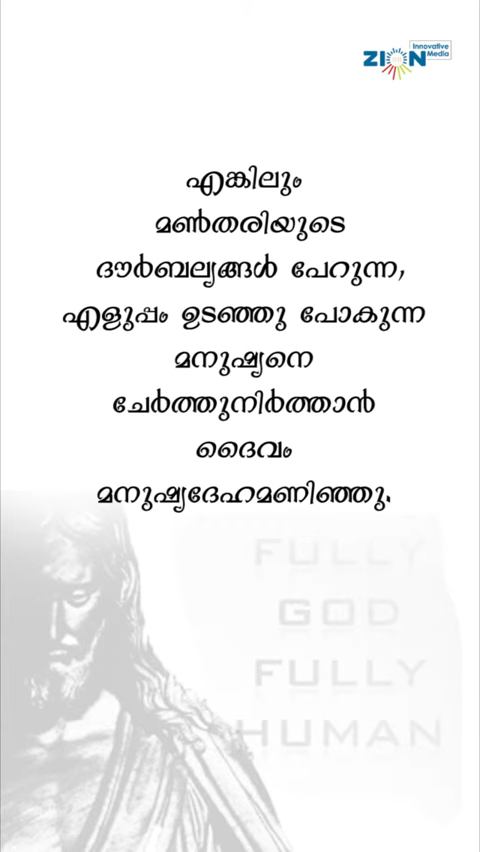 Innovative
ZION Media
എങ്കിലും
മൺതരിയുടെ
ദൗർബല്യങ്ങൾ പേറുന്ന,
എളുപ്പം ഉടഞ്ഞു പോകുന്ന
മനുഷ്യനെ
ചേർത്തുനിർത്താൻ
ദൈവം
മനുഷ്യദേഹമണിഞ്ഞു.
FULLY
GOD
FULLY
HUMAN